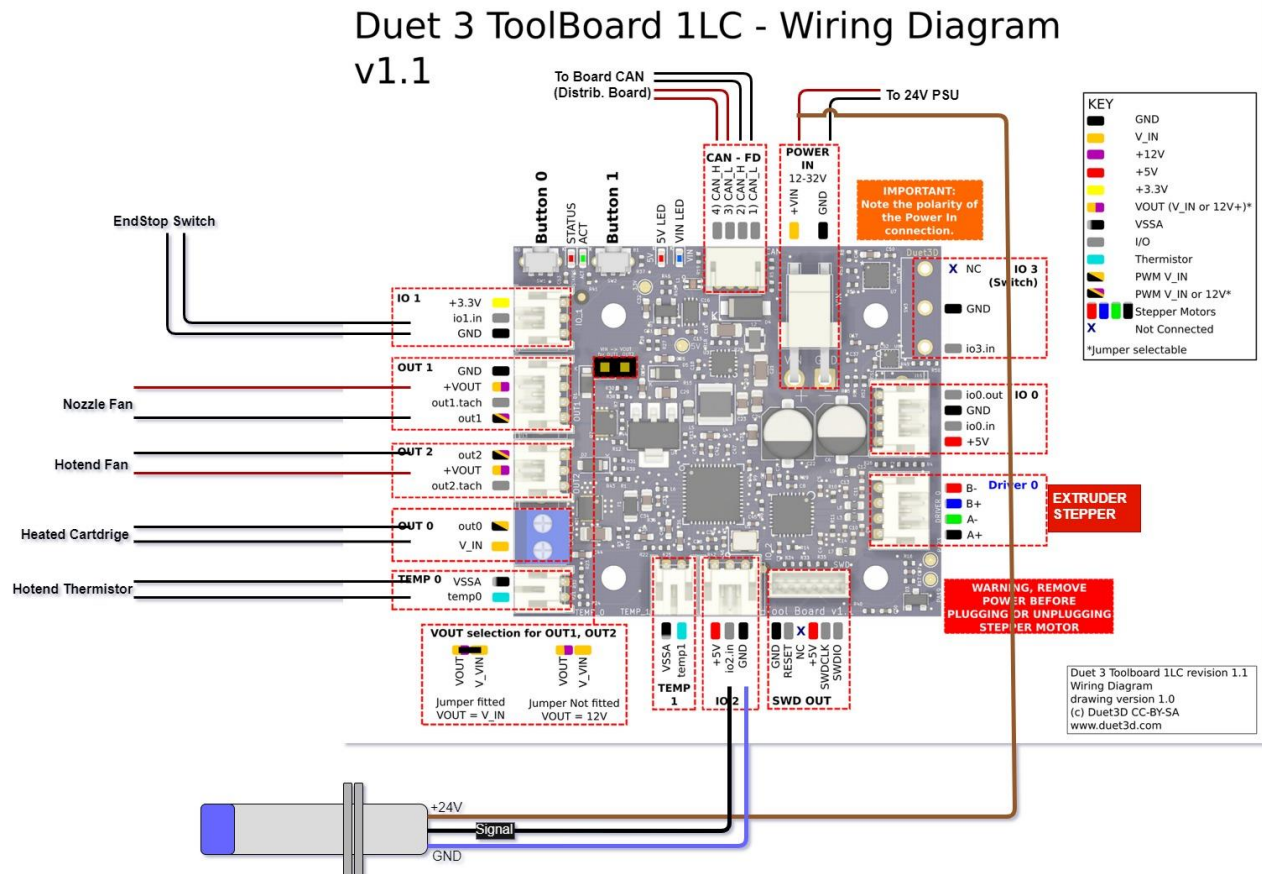 Duet 3 ToolBoard 1LC - Wiring Diagram
v1.1
To Board CAN
(Distrib. Board)
To 24V PSU
KEY
GND
V_IN
+12V
+5V
+3.3V
VOUT (V_IN or 12V+)*
VSSA
I/O
Thermistor
PWM V_IN
PWM V_IN or 12V*
Stepper Motors
X Not Connected
*Jumper selectable
CAN - FD
4) CAN_H
3) CAN_L
2) CAN_H
1) CAN_L
POWER
IN
12-32V
+VIN
GND
IMPORTANT:
Note the polarity of
the Power In
connection.
Button 0
STATUS
ACT
Button 1
5V LED
VIN LED
EndStop Switch
IO 1
+3.3V
io1.in
GND
OUT 1
GND
+VOUT
out1.tach
out1
Nozzle Fan
OUT 2
out2
+VOUT
out2.tach
Hotend Fan
OUT 0
out0
V_IN
Heated Cartdrige
TEMP 0
VSSA
temp0
Hotend Thermistor
Duet3D
X NC
IO 3
(Switch)
GND
io3.in
IO 0
io0.out
GND
io0.in
+5V
Driver 0
B-
B+
A-
A+
EXTRUDER
STEPPER
WARNING, REMOVE
POWER BEFORE
PLUGGING OR UNPLUGGING
STEPPER MOTOR
VOUT selection for OUT1, OUT2
VOUT
V_VIN
Jumper fitted
VOUT = V_IN
VOUT
V_VIN
Jumper Not fitted
VOUT = 12V
VSSA
temp1
TEMP
1
+5V
io2.in
GND
IO 2
GND
RESET
X
NC
+5V
SWDCLK
SWDIO
SWD OUT
Duet 3 Toolboard 1LC revision 1.1
Wiring Diagram
drawing version 1.0
(c) Duet3D CC-BY-SA
www.duet3d.com
+24V
Signal
GND